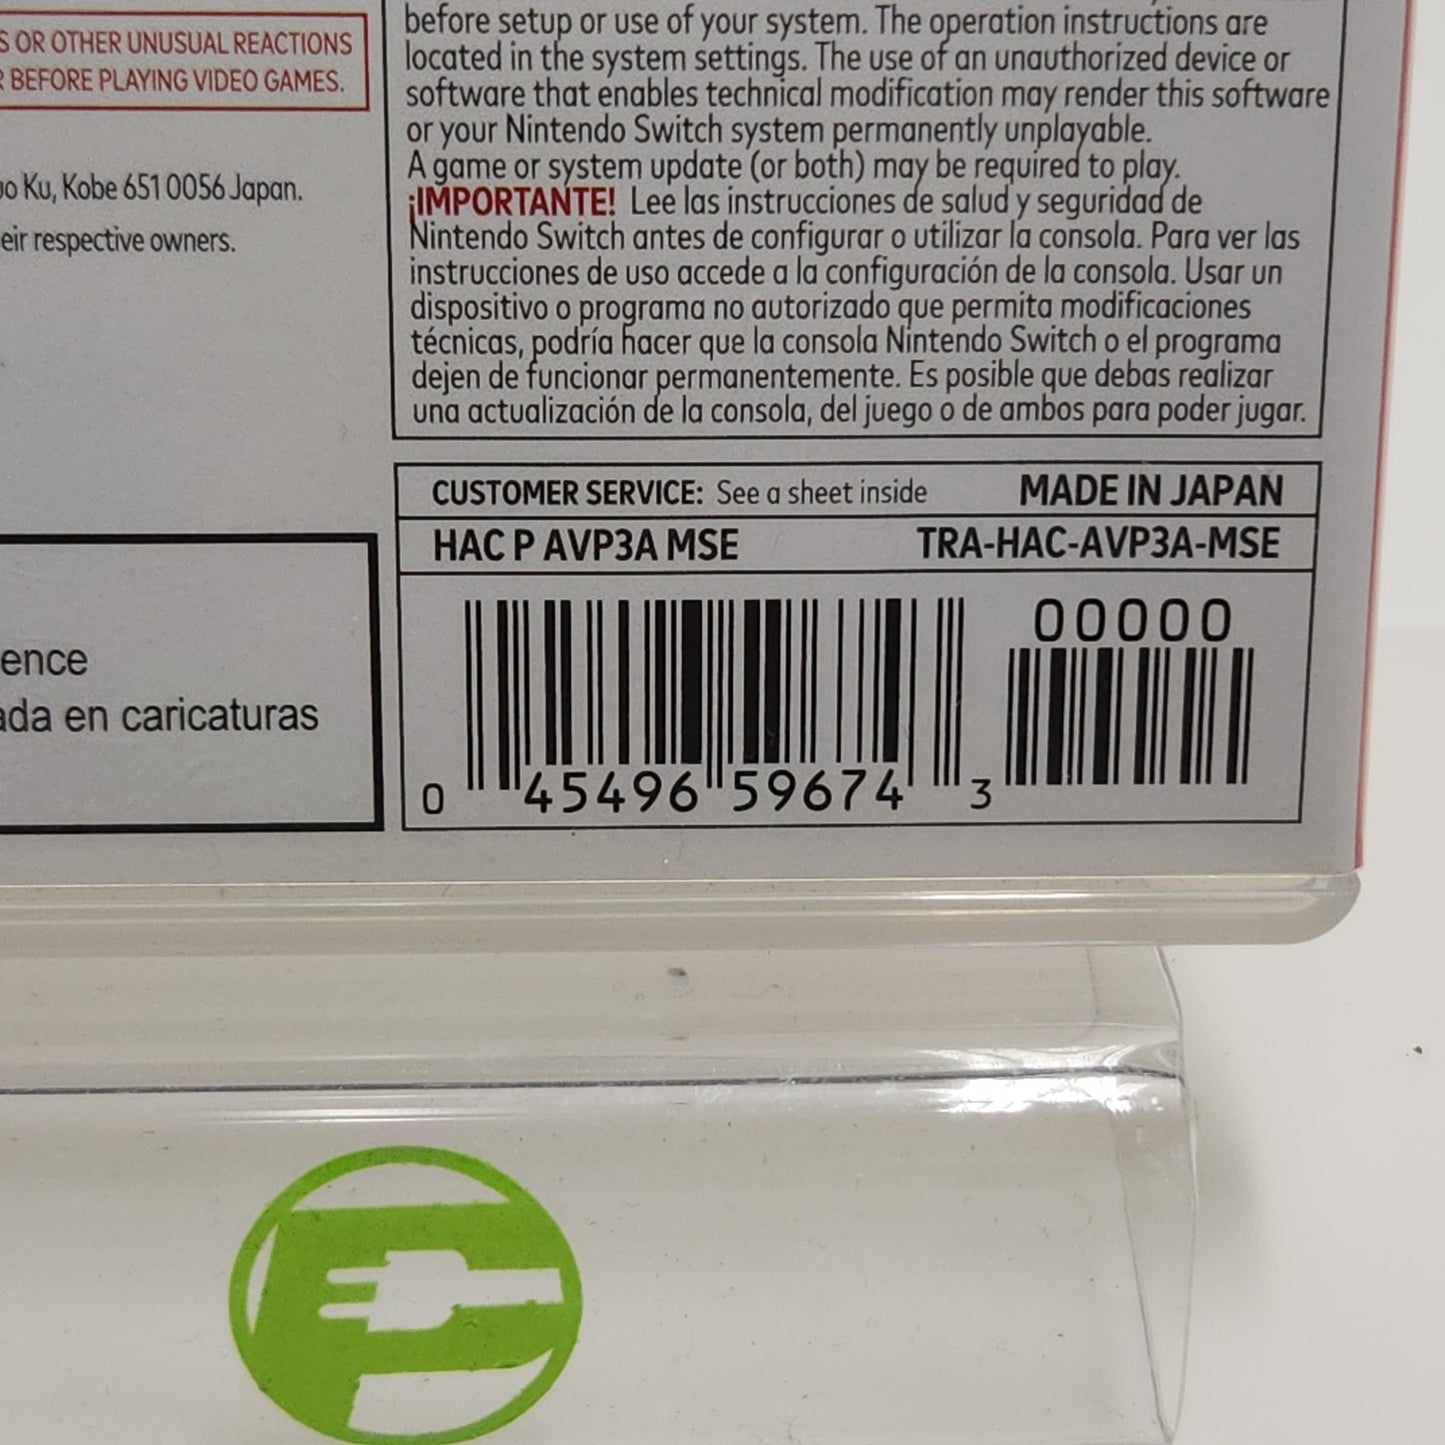 S OR OTHER UNUSUAL REACTIONS
BEFORE PLAYING VIDEO GAMES.
uo Ku, Kobe 651 0056 Japan.
eir respective owners.
ence
ada en caricaturas
before setup or use of your system. The operation instructions are
located in the system settings. The use of an unauthorized device or
software that enables technical modification may render this software
or your Nintendo Switch system permanently unplayable.
A game or system update (or both) may be required to play.
¡IMPORTANTE! Lee las instrucciones de salud y seguridad de
Nintendo Switch antes de configurar o utilizar la consola. Para ver las
instrucciones de uso accede a la configuración de la consola. Usar un
dispositivo o programa no autorizado que permita modificaciones
técnicas, podría hacer que la consola Nintendo Switch o el programa
dejen de funcionar permanentemente. Es posible que debas realizar
una actualización de la consola, del juego o de ambos para poder jugar.
CUSTOMER SERVICE: See a sheet inside MADE IN JAPAN
HAC P AVP3A MSE TRA-HAC-AVP3A-MSE
00000
0 45496 59674 3